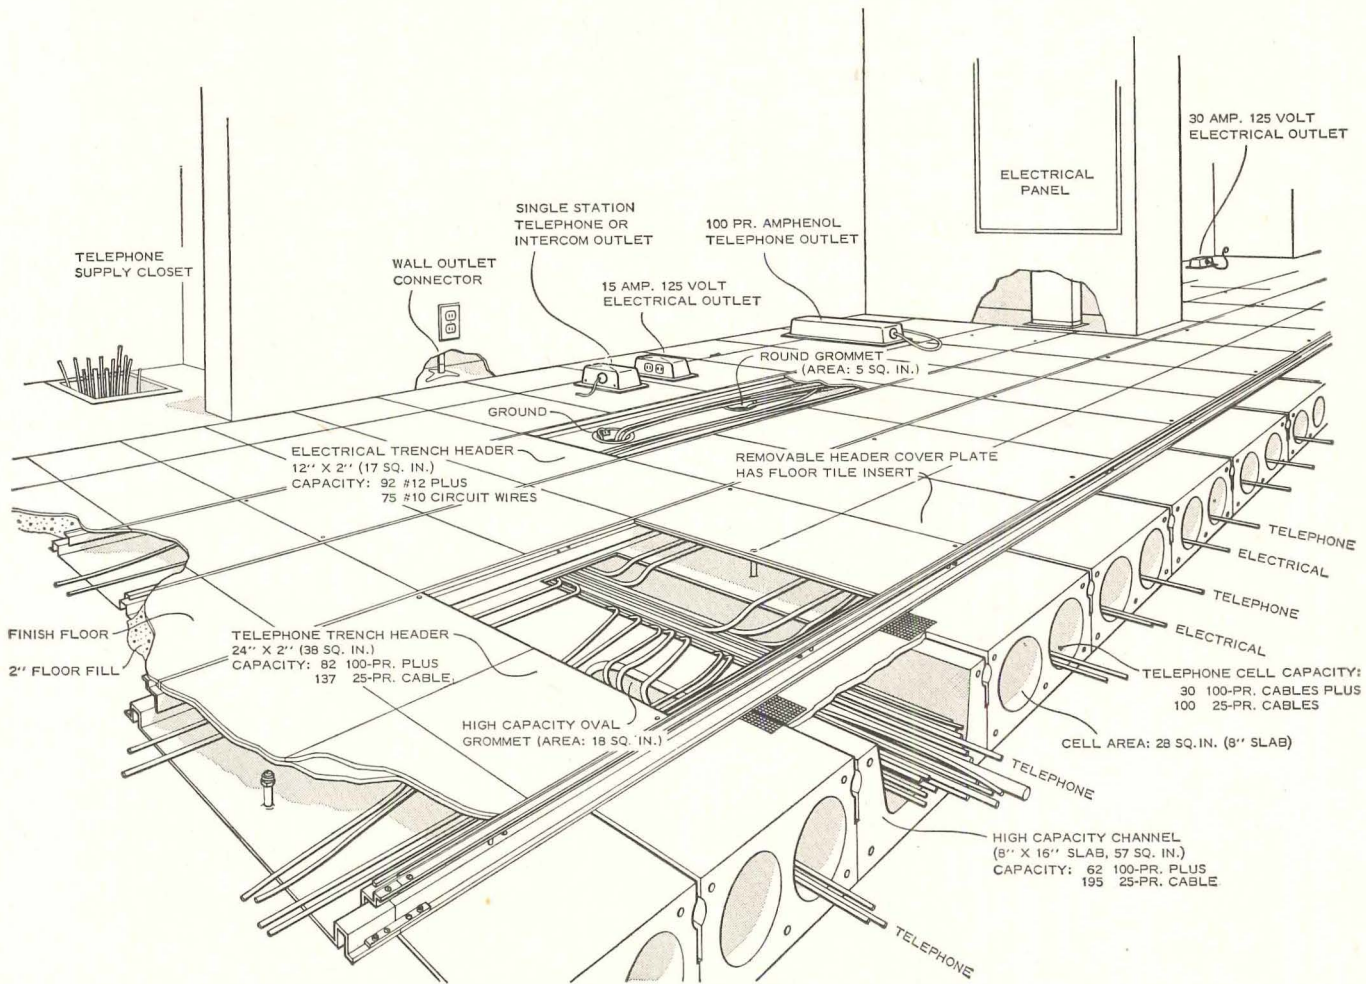 30 AMP. 125 VOLT
ELECTRICAL OUTLET
ELECTRICAL
PANEL
SINGLE STATION
TELEPHONE OR
INTERCOM OUTLET
100 PR. AMPHENOL
TELEPHONE OUTLET
TELEPHONE
SUPPLY CLOSET
WALL OUTLET
CONNECTOR
15 AMP. 125 VOLT
ELECTRICAL OUTLET
ROUND GROMMET
(AREA: 5 SQ. IN.)
GROUND
ELECTRICAL TRENCH HEADER
12" X 2" (17 SQ. IN.)
CAPACITY: 92 #12 PLUS
75 #10 CIRCUIT WIRES
REMOVABLE HEADER COVER PLATE
HAS FLOOR TILE INSERT
TELEPHONE
ELECTRICAL
TELEPHONE
ELECTRICAL
FINISH FLOOR
2" FLOOR FILL
TELEPHONE TRENCH HEADER
24" X 2" (38 SQ. IN.)
CAPACITY: 82 100-PR. PLUS
137 25-PR. CABLE
TELEPHONE CELL CAPACITY:
30 100-PR. CABLES PLUS
100 25-PR. CABLES
HIGH CAPACITY OVAL
GROMMET (AREA: 18 SQ. IN.)
CELL AREA: 28 SQ. IN. (8" SLAB)
TELEPHONE
HIGH CAPACITY CHANNEL
(8" X 16" SLAB, 57 SQ. IN.)
CAPACITY: 62 100-PR. PLUS
195 25-PR. CABLE
TELEPHONE